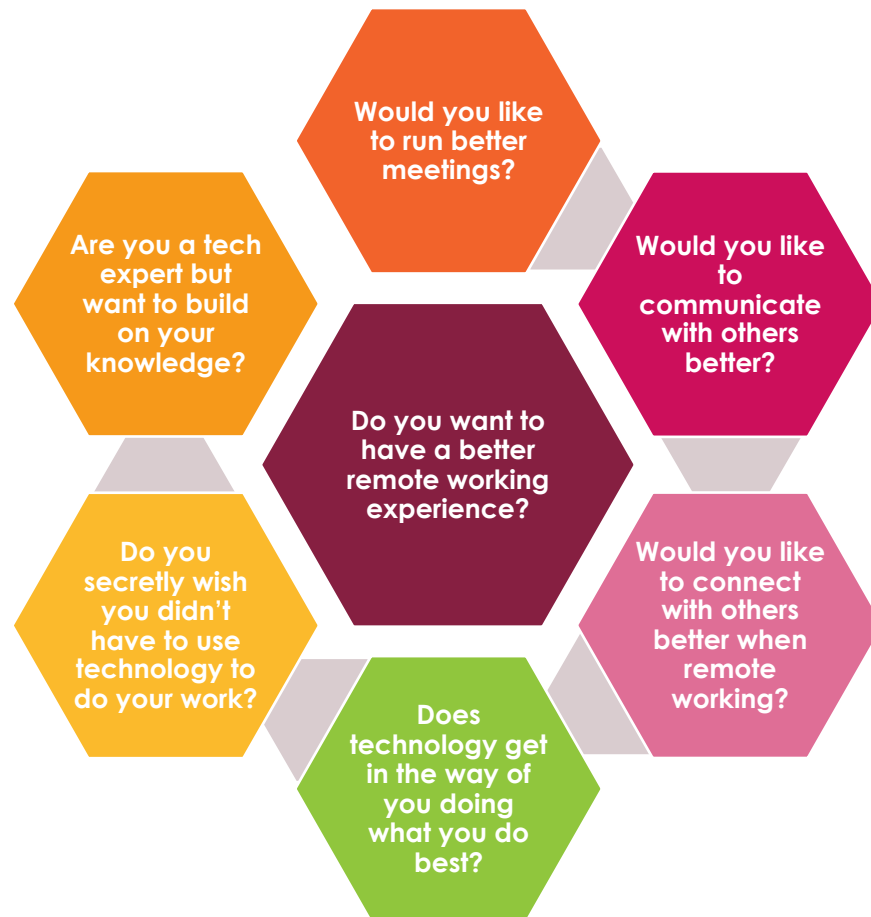 Would you like
to run better
meetings?
Would you like
to
communicate
with others
better?
Would you like
to connect
with others
better when
remote
working?
Does
technology get
in the way of
you doing
what you do
best?
Do you
secretly wish
you didn’t
have to use
technology to
do your work?
Are you a tech
expert but
want to build
on your
knowledge?
Do you want to
have a better
remote working
experience?